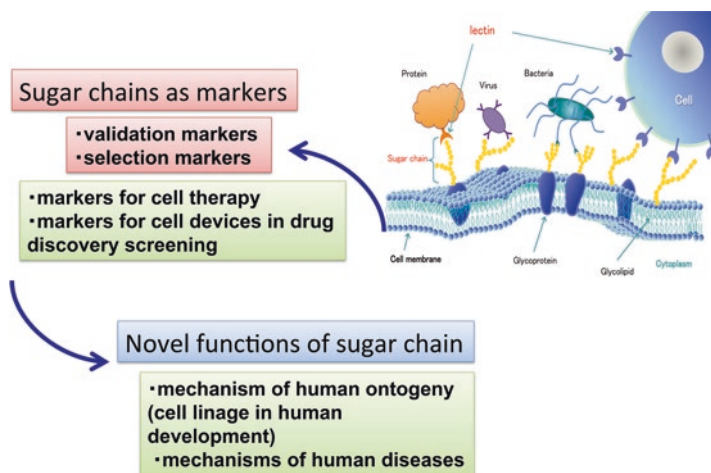 Sugar chains as markers
・validation markers
・selection markers
・markers for cell therapy
・markers for cell devices in drug
discovery screening
Novel functions of sugar chain
・mechanism of human ontogeny
(cell linage in human
development)
・mechanisms of human diseases
lectin
Protein
Virus
Bacteria
Cell
Sugar chain
Cell membrane
Glycoprotein
Glycolipid
Cytoplasm